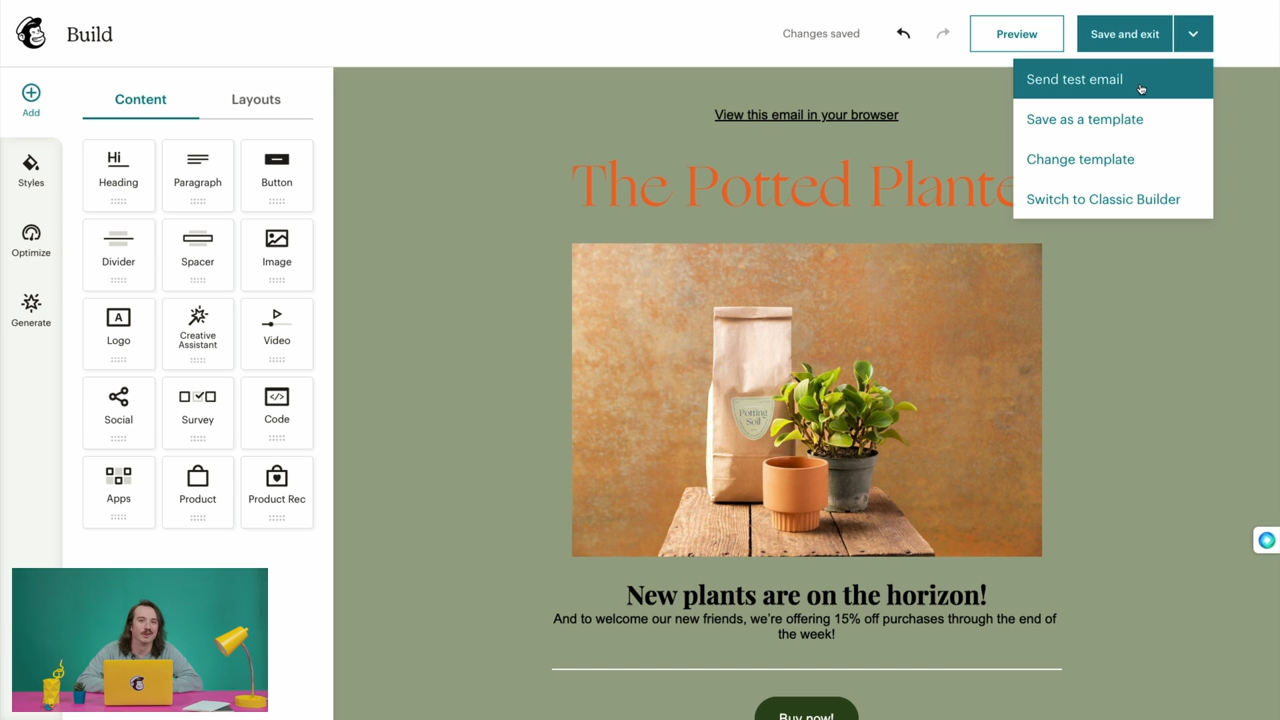 Build
Changes saved
Preview
Save and exit
Send test email
Save as a template
Change template
Switch to Classic Builder
Add
Styles
Optimize
Generate
Content
Layouts
Hi
Heading
Paragraph
Button
Divider
Spacer
Image
A
Logo
Creative
Assistant
Video
Social
Survey
Code
Apps
Product
Product Rec
View this email in your browser
The Potted Plante
Potting
Soil
New plants are on the horizon!
And to welcome our new friends, we're offering 15% off purchases through the end of
the week!
Buy now!